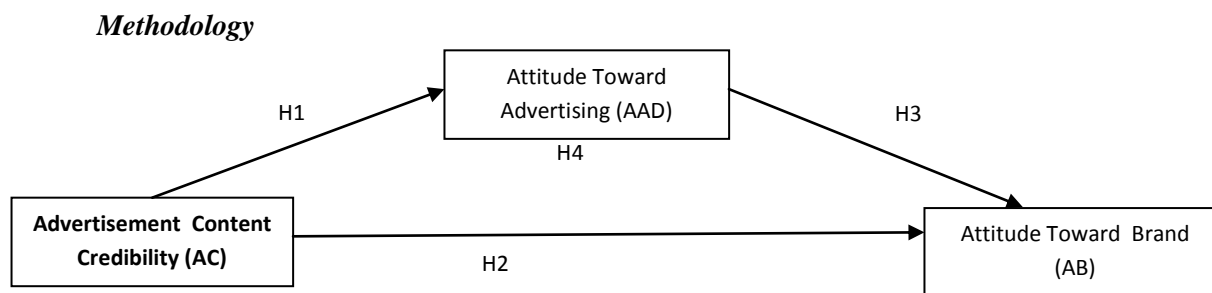 Methodology
Attitude Toward
Advertising (AAD)
H1
H3
H4
Advertisement Content
Credibility (AC)
H2
Attitude Toward Brand
(AB)